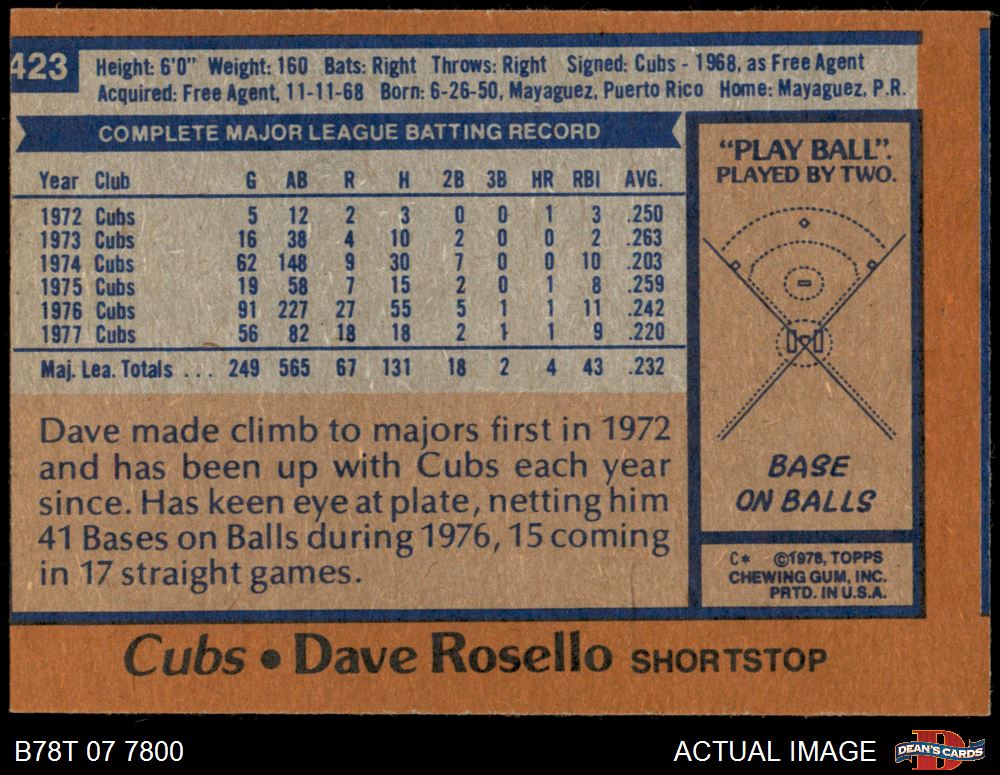 423
Height: 6'0" Weight: 160 Bats: Right Throws: Right Signed: Cubs - 1968, as Free Agent
Acquired: Free Agent, 11-11-68 Born: 6-26-50, Mayaguez, Puerto Rico Home: Mayaguez, P.R.
COMPLETE MAJOR LEAGUE BATTING RECORD
Year Club G AB R H 2B 3B HR RBI AVG.
1972 Cubs 5 12 2 3 0 0 1 3 .250
1973 Cubs 16 38 4 10 2 0 0 2 .263
1974 Cubs 62 148 9 30 7 0 0 10 .203
1975 Cubs 19 58 7 15 2 0 1 8 .259
1976 Cubs 91 227 27 55 5 1 1 11 .242
1977 Cubs 56 82 18 18 2 1 1 9 .220
Maj. Lea. Totals ... 249 565 67 131 18 2 4 43 .232
Dave made climb to majors first in 1972
and has been up with Cubs each year
since. Has keen eye at plate, netting him
41 Bases on Balls during 1976, 15 coming
in 17 straight games.
"PLAY BALL".
PLAYED BY TWO.
BASE
ON BALLS
C* ©1978, TOPPS
CHEWING GUM, INC.
PRTD. IN U.S.A.
Cubs • Dave Rosello SHORTSTOP
B78T 07 7800
ACTUAL IMAGE
DEAN'S CARDS